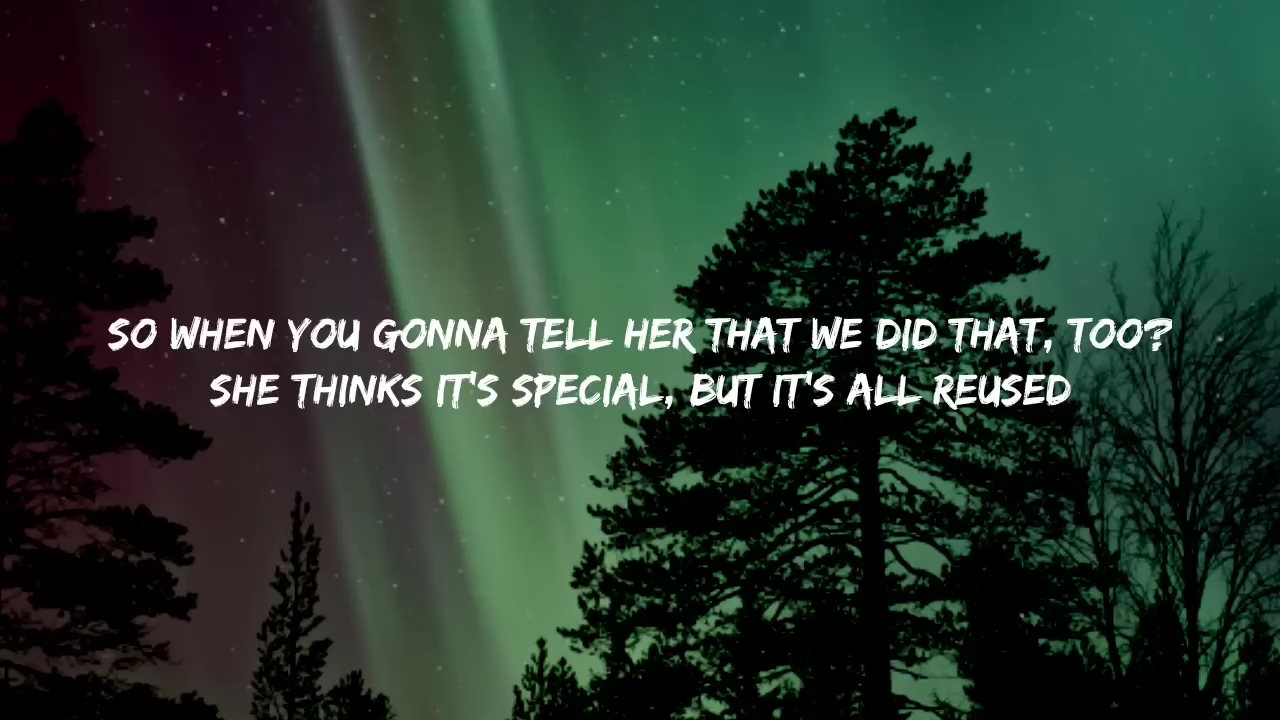 SO WHEN YOU GONNA TELL HER THAT WE DID THAT, TOO?
SHE THINKS IT'S SPECIAL, BUT IT'S ALL REUSED